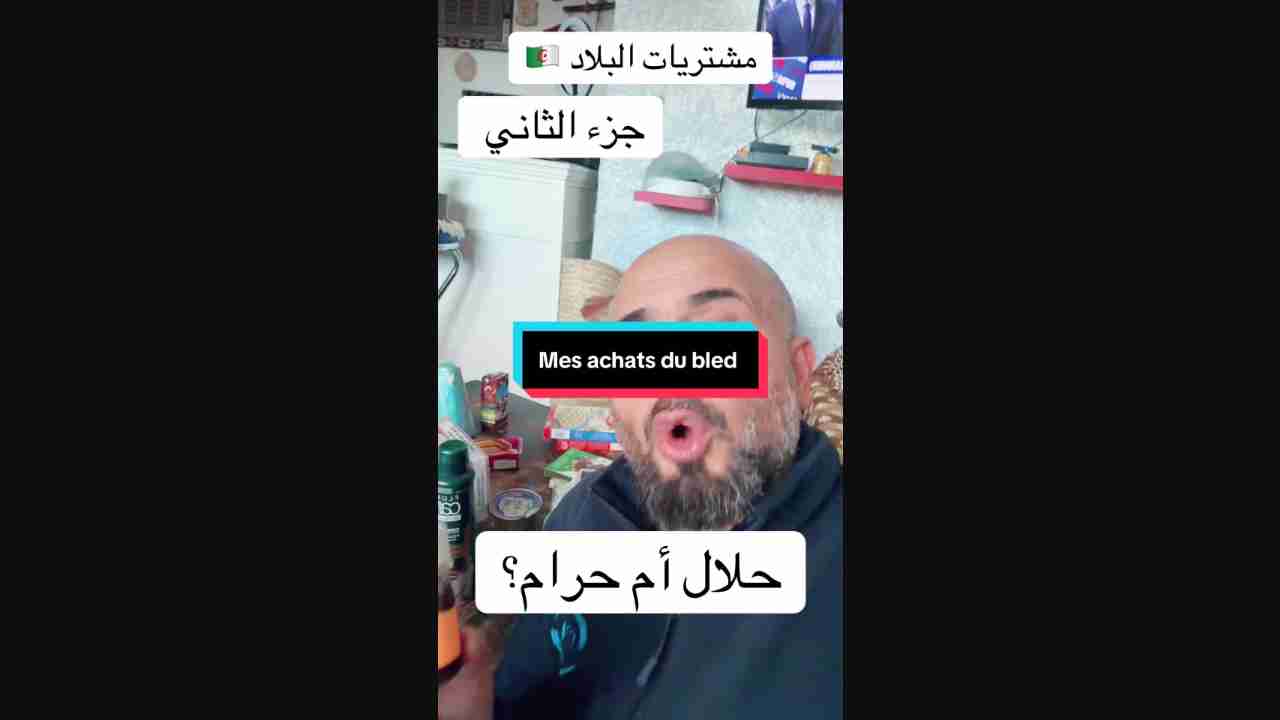 مشتريات البلاد 🇩🇿
جزء الثاني
Mes achats du bled
حلال أم حرام؟